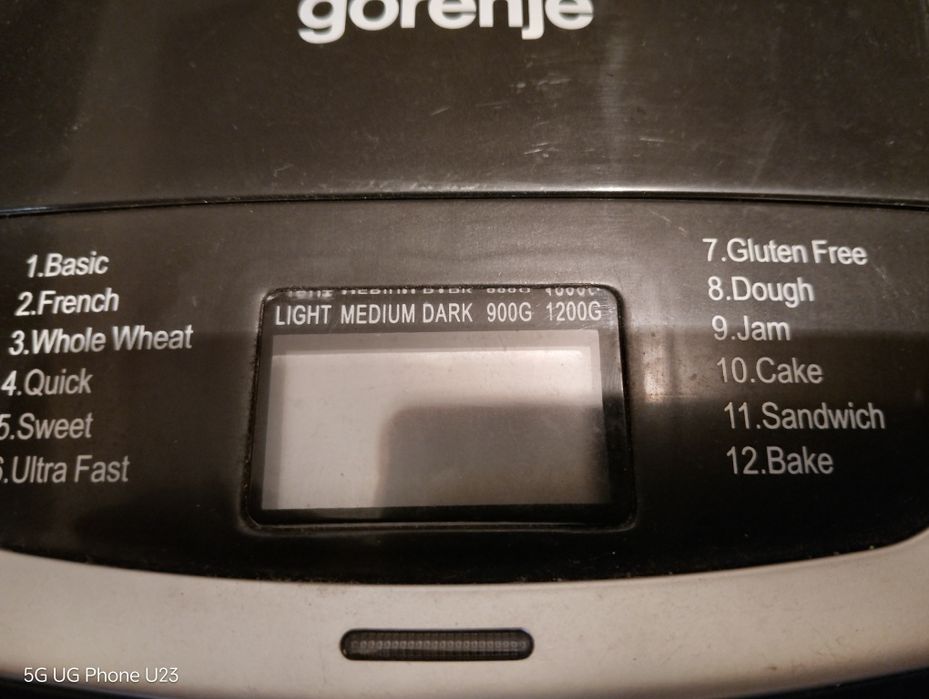 gorenje
1.Basic
2.French
3.Whole Wheat
4.Quick
5.Sweet
6.Ultra Fast
LIGHT MEDIUM DARK 900G 1200G
7.Gluten Free
8.Dough
9.Jam
10.Cake
11.Sandwich
12.Bake
5G UG Phone U23